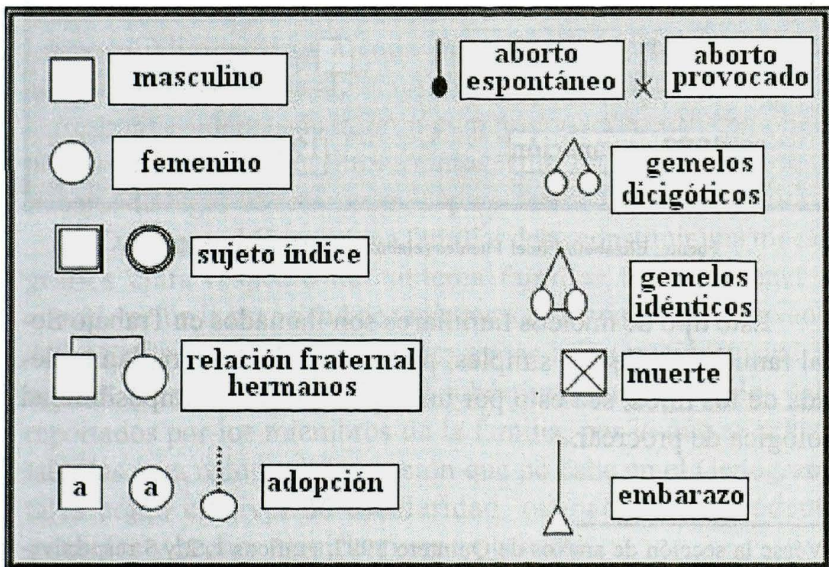 masculino
femenino
sujeto índice
relación fraternal
hermanos
a a
adopción
aborto
espontáneo
aborto
provocado
gemelos
dicigóticos
gemelos
idénticos
muerte
embarazo